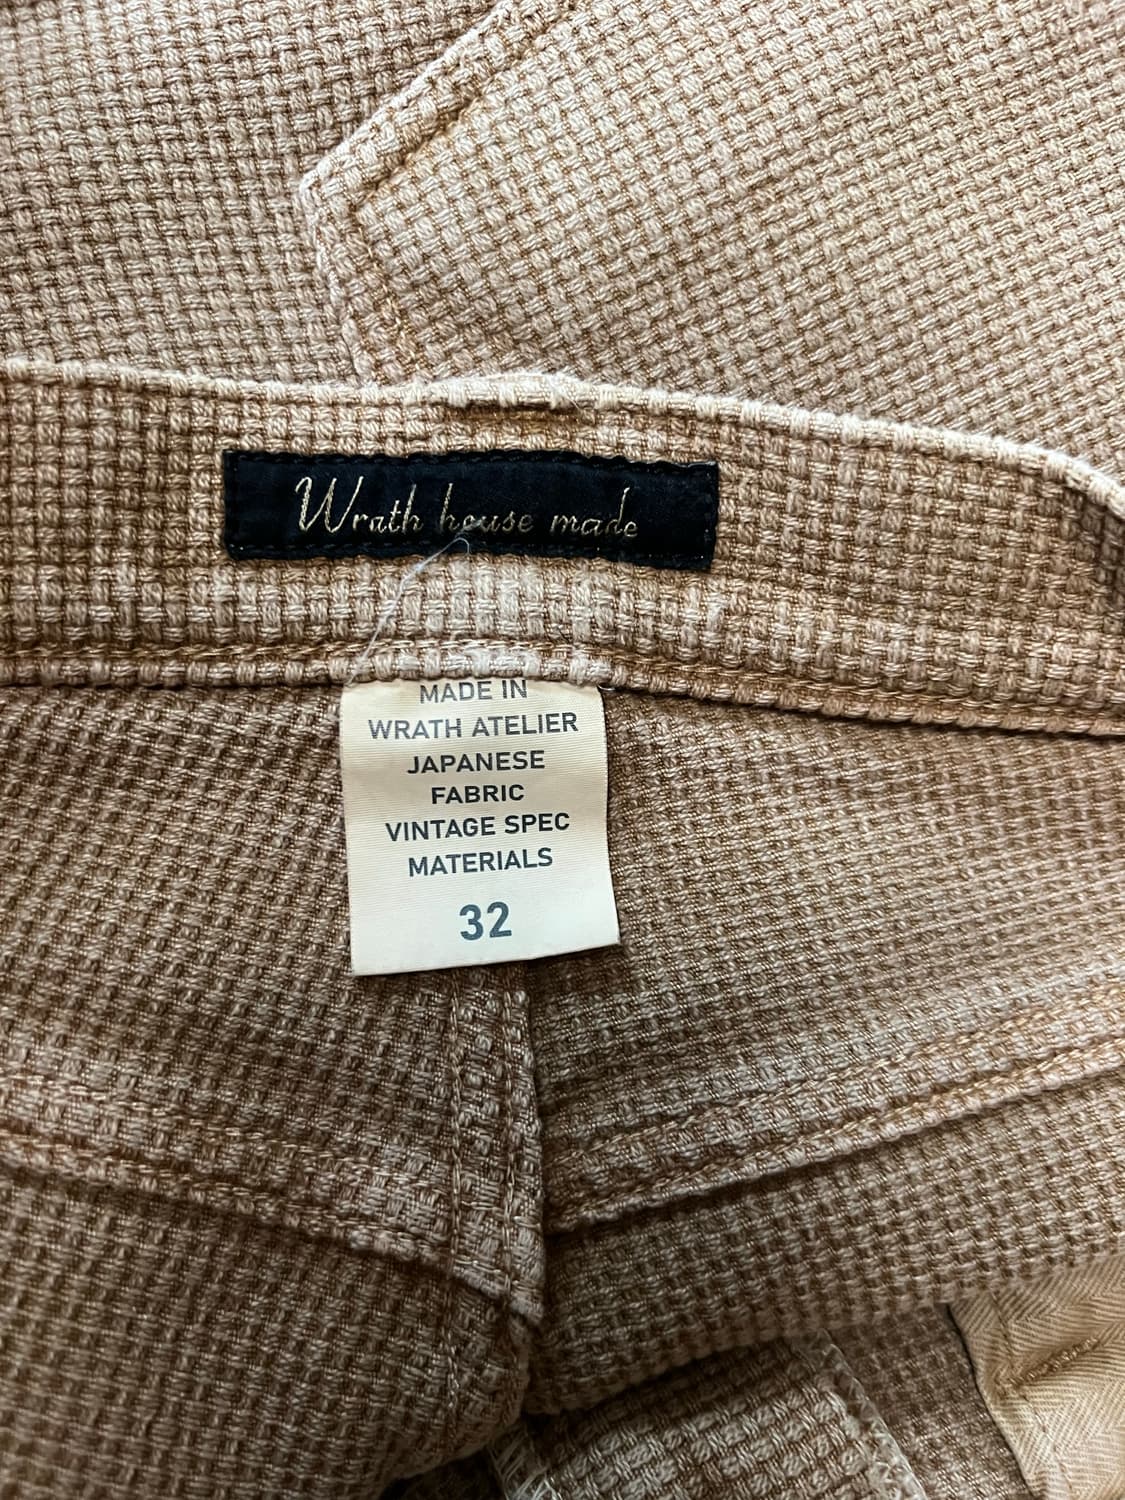 Wrath house made
MADE IN
WRATH ATELIER
JAPANESE
FABRIC
VINTAGE SPEC
MATERIALS
32